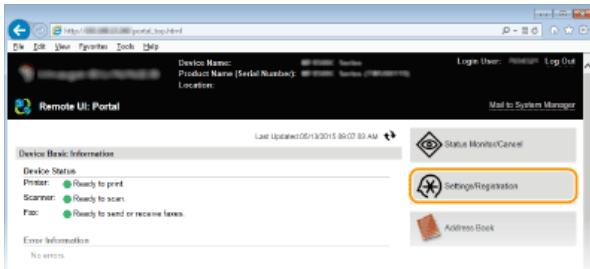 http:// portal_top.html
File Edit View Favorites Tools Help
Device Name: Series
Product Name (Serial Number): Series
Location:
Login User: Log Out
Remote UI: Portal
Mail to System Manager
Last Updated:05/13/2015 09:07:03 AM
Device Basic Information
Device Status
Printer: Ready to print.
Scanner: Ready to scan.
Fax: Ready to send or receive faxes.
Error Information
No errors.
Status Monitor/Cancel
Settings/Registration
Address Book